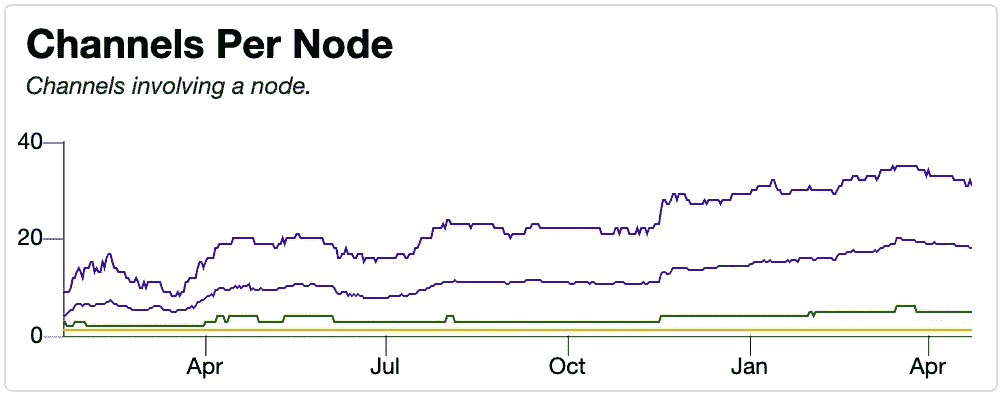 Channels Per Node
Channels involving a node.
40
20
0
Apr Jul Oct Jan Apr